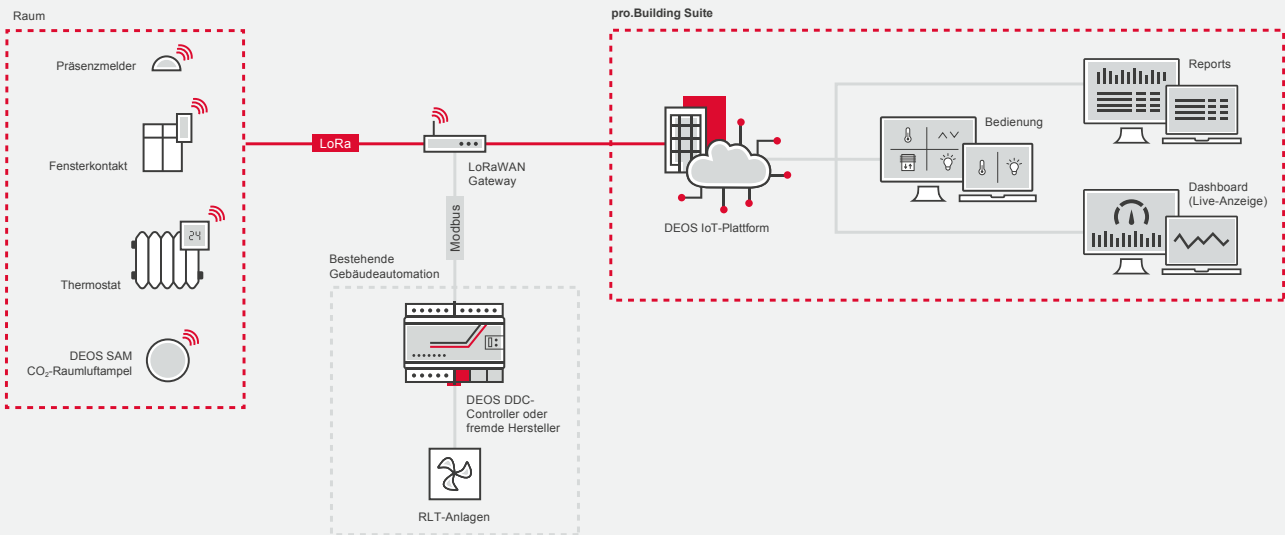 Raum
Präsenzmelder
Fensterkontakt
Thermostat
24
DEOS SAM
CO₂-Raumluftampel
LoRa
LoRaWAN
Gateway
Modbus
Bestehende
Gebäudeautomation
DEOS DDC-
Controller oder
fremde Hersteller
RLT-Anlagen
pro.Building Suite
DEOS IoT-Plattform
Bedienung
Reports
Dashboard
(Live-Anzeige)